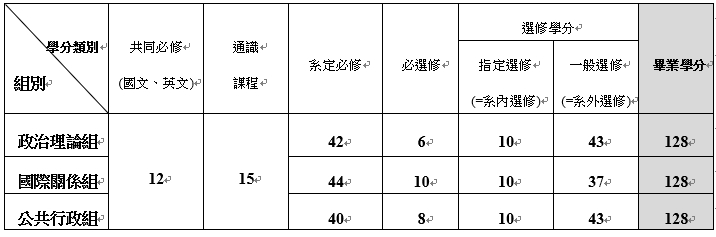 學分類別
組別
共同必修
(國文、英文)
通識
課程
系定必修
必選修
選修學分
指定選修
(=系內選修)
一般選修
(=系外選修)
畢業學分
政治理論組 12 15 42 6 10 43 128
國際關係組 44 10 10 37 128
公共行政組 40 8 10 43 128